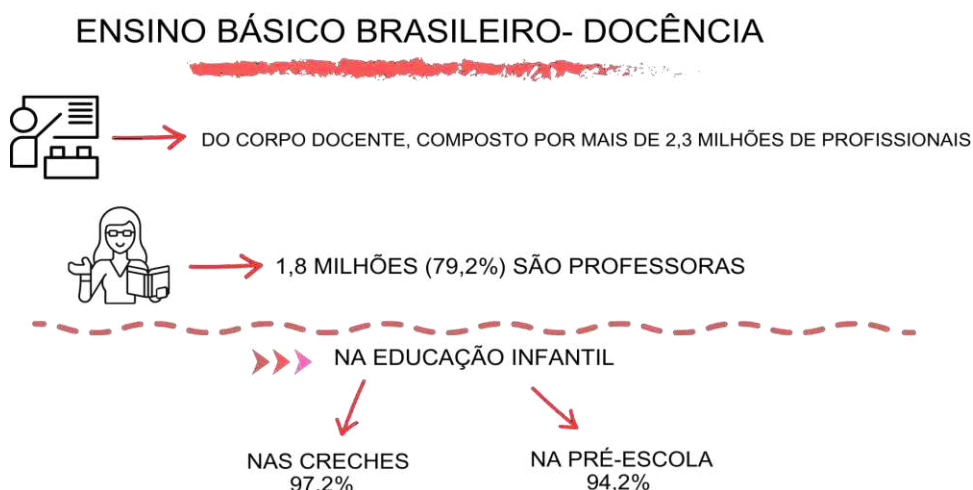 ENSINO BÁSICO BRASILEIRO- DOCÊNCIA
DO CORPO DOCENTE, COMPOSTO POR MAIS DE 2,3 MILHÕES DE PROFISSIONAIS
1,8 MILHÕES (79,2%) SÃO PROFESSORAS
NA EDUCAÇÃO INFANTIL
NAS CRECHES
97,2%
NA PRÉ-ESCOLA
94,2%